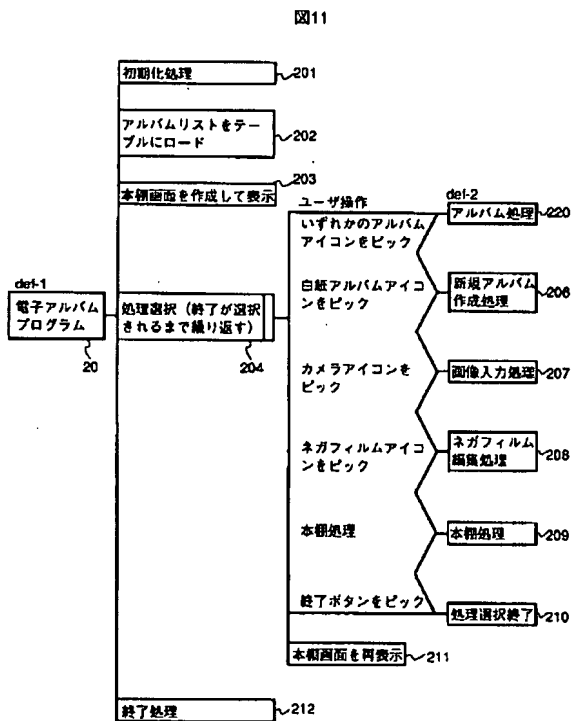 図11
初期化処理
201
アルバムリストをテー
ブルにロード
202
203
本棚画面を作成して表示
def-1
電子アルバム
プログラム
20
処理選択（終了が選択
されるまで繰り返す）
204
ユーザ操作
いずれかのアルバム
アイコンをピック
def-2
アルバム処理
220
白紙アルバムアイコ
ンをピック
新規アルバム
作成処理
206
カメラアイコンを
ピック
画像入力処理
207
ネガフィルムアイコ
ンをピック
ネガフィルム
編集処理
208
本棚処理
本棚処理
209
終了ボタンをピック
処理選択終了
210
本棚画面を再表示
211
終了処理
212